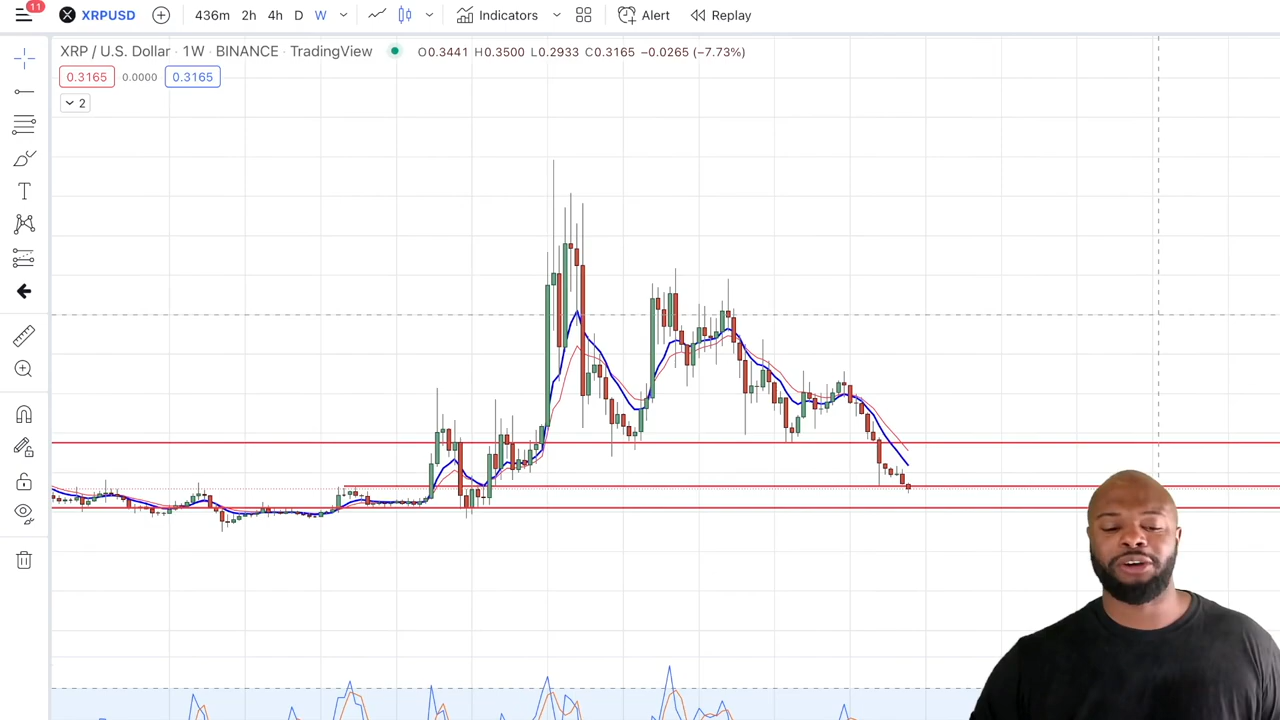 11
XRPUSD 436m 2h 4h D W Indicators Alert Replay
XRP / U.S. Dollar · 1W · BINANCE · TradingView O0.3441 H0.3500 L0.2933 C0.3165 −0.0265 (−7.73%)
0.3165 0.0000 0.3165
2
T